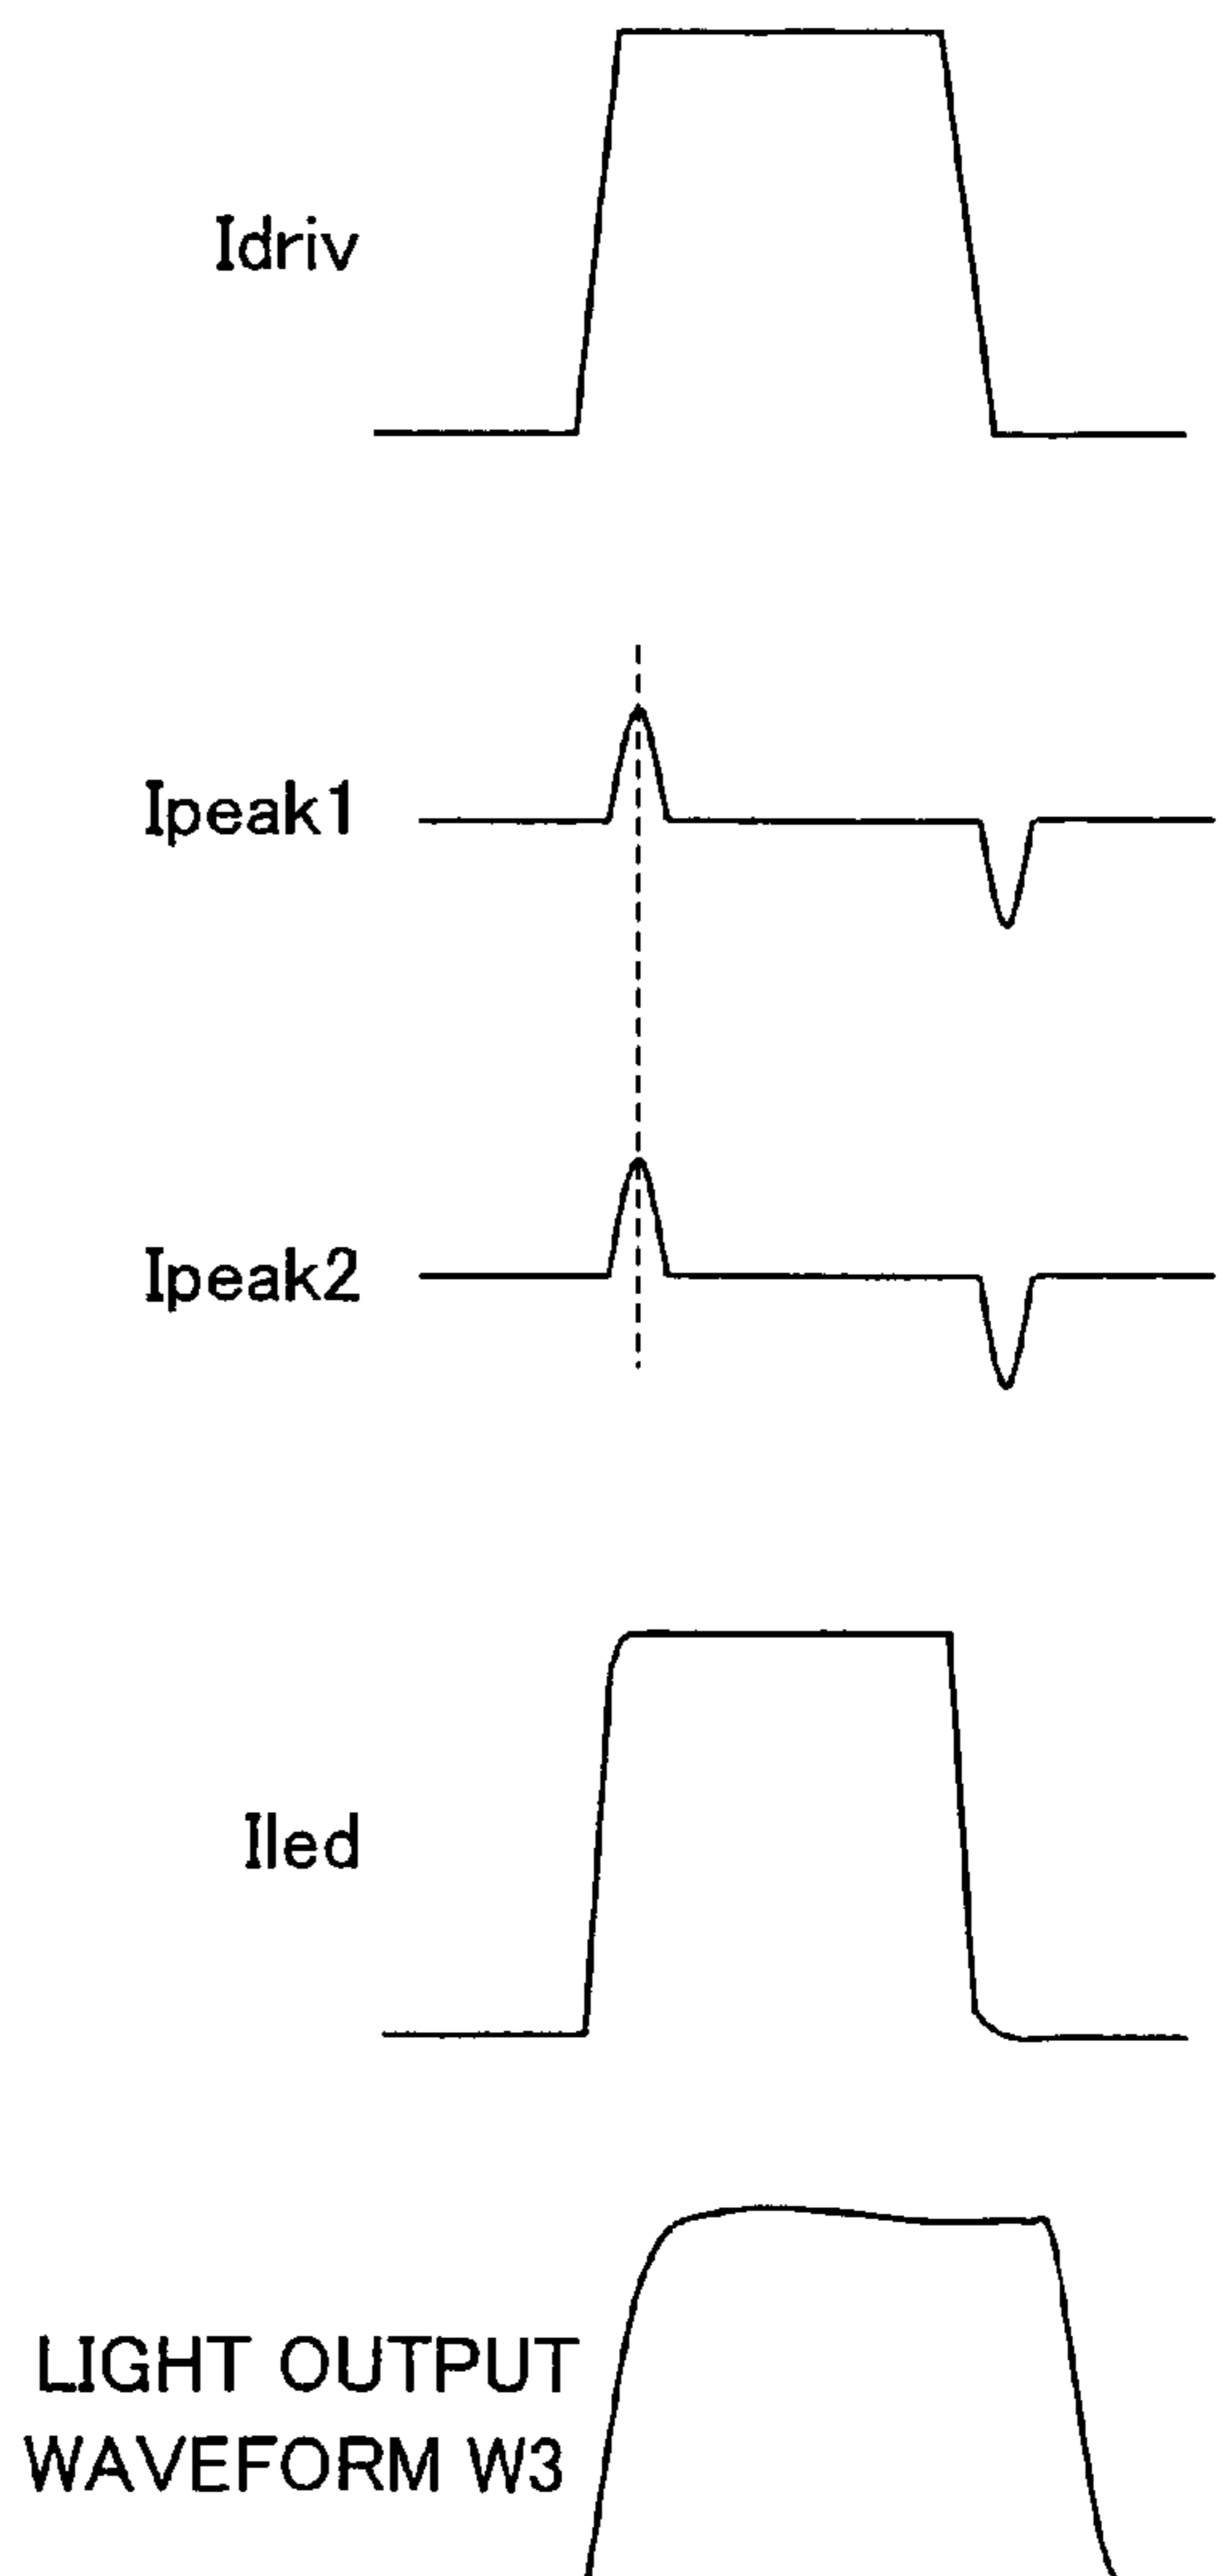 Idriv
Ipeak1
Ipeak2
Iled
LIGHT OUTPUT
WAVEFORM W3